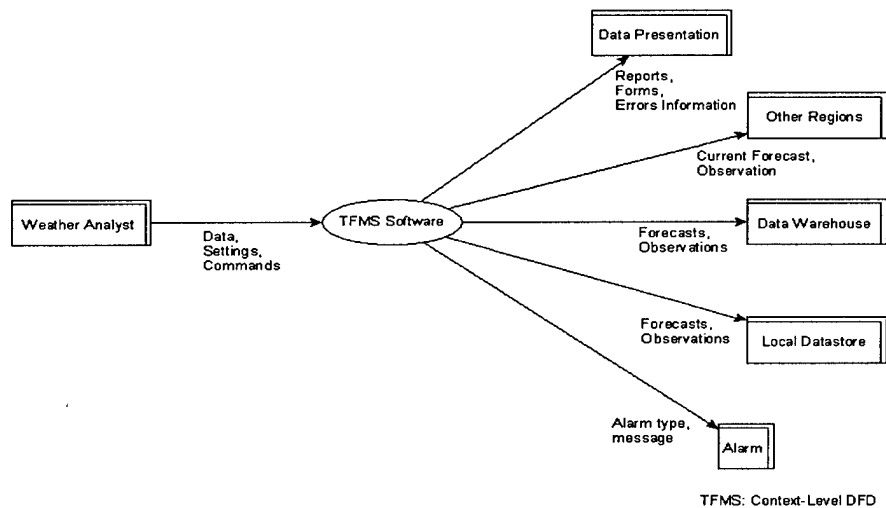 Data Presentation
Reports,
Forms,
Errors Information
Other Regions
Current Forecast,
Observation
Weather Analyst
Data,
Settings,
Commands
TFMS Software
Forecasts,
Observations
Data Warehouse
Forecasts,
Observations
Local Datastore
Alarm type,
message
Alarm
TFMS: Context-Level DFD